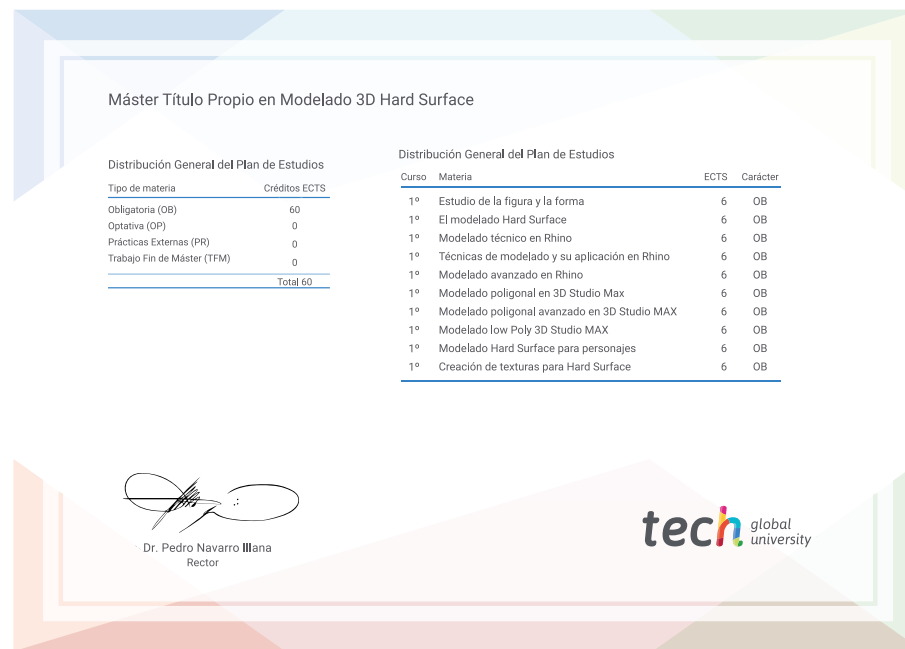 Máster Título Propio en Modelado 3D Hard Surface
Distribución General del Plan de Estudios
Tipo de materia Créditos ECTS
Obligatoria (OB) 60
Optativa (OP) 0
Prácticas Externas (PR) 0
Trabajo Fin de Máster (TFM) 0
Total 60
Distribución General del Plan de Estudios
Curso Materia ECTS Carácter
1º Estudio de la figura y la forma 6 OB
1º El modelado Hard Surface 6 OB
1º Modelado técnico en Rhino 6 OB
1º Técnicas de modelado y su aplicación en Rhino 6 OB
1º Modelado avanzado en Rhino 6 OB
1º Modelado poligonal en 3D Studio Max 6 OB
1º Modelado poligonal avanzado en 3D Studio MAX 6 OB
1º Modelado low Poly 3D Studio MAX 6 OB
1º Modelado Hard Surface para personajes 6 OB
1º Creación de texturas para Hard Surface 6 OB
Dr. Pedro Navarro Illana
Rector
tech global
university